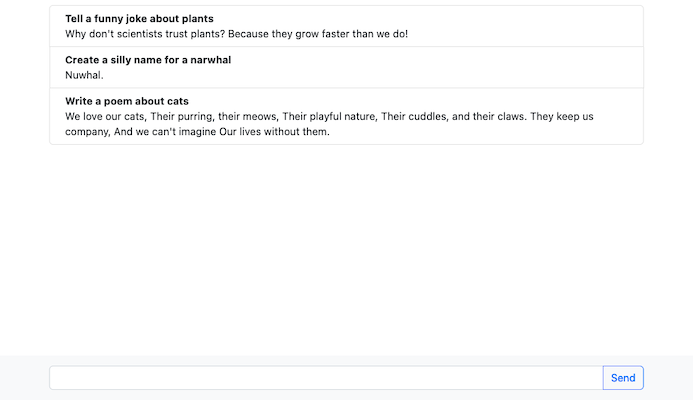 Tell a funny joke about plants
Why don't scientists trust plants? Because they grow faster than we do!
Create a silly name for a narwhal
Nuwhal.
Write a poem about cats
We love our cats, Their purring, their meows, Their playful nature, Their cuddles, and their claws. They keep us
company, And we can't imagine Our lives without them.
Send